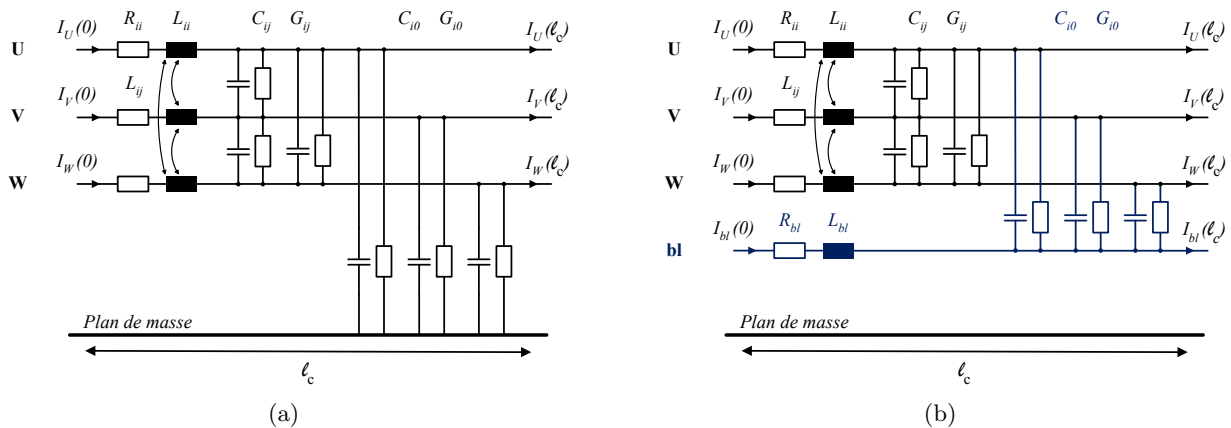 I_U(0) R_ii L_ii C_ij G_ij C_i0 G_i0 I_U(ℓ_c)
U
I_V(0) L_ij I_V(ℓ_c)
V
I_W(0) I_W(ℓ_c)
W
Plan de masse
ℓ_c
(a)
I_U(0) R_ii L_ii C_ij G_ij C_i0 G_i0 I_U(ℓ_c)
U
I_V(0) L_ij I_V(ℓ_c)
V
I_W(0) I_W(ℓ_c)
W
I_bl(0) R_bl L_bl I_bl(ℓ_c)
bl
Plan de masse
ℓ_c
(b)